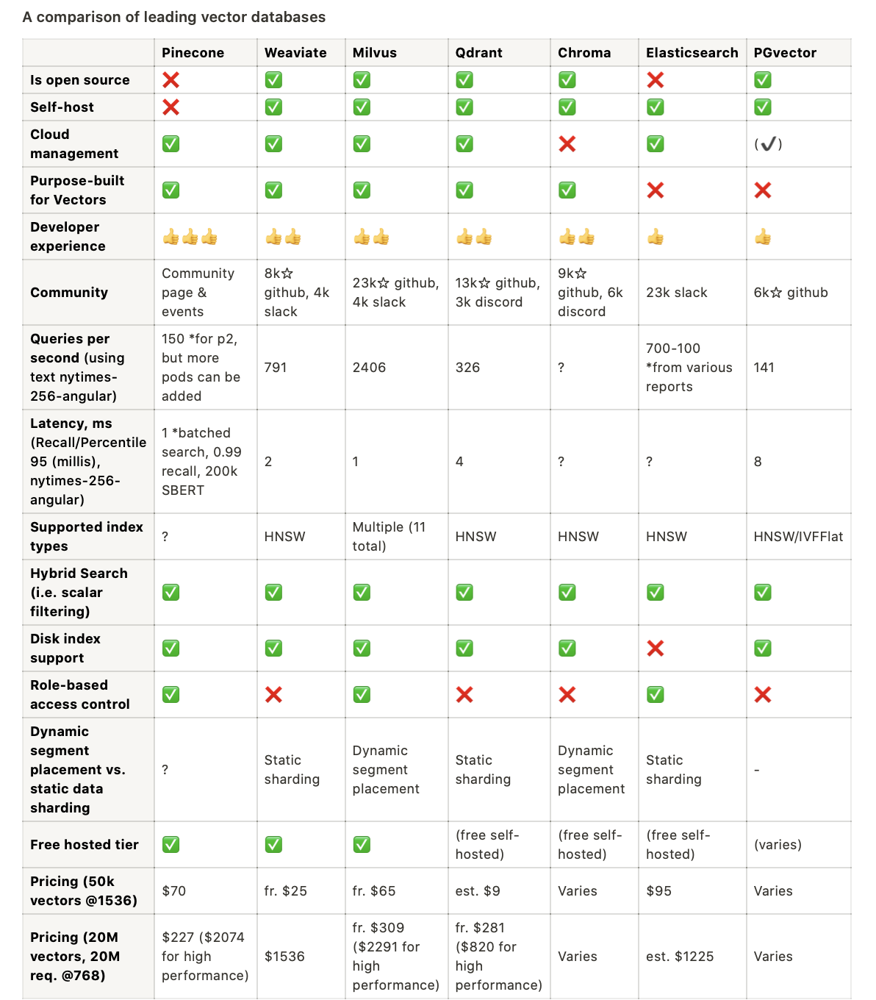 A comparison of leading vector databases
Pinecone Weaviate Milvus Qdrant Chroma Elasticsearch PGvector
Is open source ❌ ✅ ✅ ✅ ✅ ❌ ✅
Self-host ❌ ✅ ✅ ✅ ✅ ✅ ✅
Cloud
management
✅ ✅ ✅ ✅ ❌ ✅ (✔)
Purpose-built
for Vectors
✅ ✅ ✅ ✅ ✅ ❌ ❌
Developer
experience
👍👍👍 👍👍 👍👍 👍👍 👍👍 👍 👍
Community
Community
page &
events
8k☆
github, 4k
slack
23k☆ github,
4k slack
13k☆ github,
3k discord
9k☆
github, 6k
discord
23k slack
6k☆ github
Queries per
second (using
text nytimes-
256-angular)
150 *for p2,
but more
pods can be
added
791
2406
326
?
700-100
*from various
reports
141
Latency, ms
(Recall/Percentile
95 (millis),
nytimes-256-
angular)
1 *batched
search, 0.99
recall, 200k
SBERT
2
1
4
?
?
8
Supported index
types
?
HNSW
Multiple (11
total)
HNSW
HNSW
HNSW
HNSW/IVFFlat
Hybrid Search
(i.e. scalar
filtering)
✅ ✅ ✅ ✅ ✅ ✅ ✅
Disk index
support
✅ ✅ ✅ ✅ ✅ ❌ ✅
Role-based
access control
✅ ❌ ✅ ❌ ❌ ✅ ❌
Dynamic
segment
placement vs.
static data
sharding
?
Static
sharding
Dynamic
segment
placement
Static
sharding
Dynamic
segment
placement
Static
sharding
-
Free hosted tier
✅ ✅ ✅
(free self-
hosted)
(free self-
hosted)
(free self-
hosted)
(varies)
Pricing (50k
vectors @1536)
$70
fr. $25
fr. $65
est. $9
Varies
$95
Varies
Pricing (20M
vectors, 20M
req. @768)
$227 ($2074
for high
performance)
$1536
fr. $309
($2291 for
high
performance)
fr. $281
($820 for
high
performance)
Varies
est. $1225
Varies